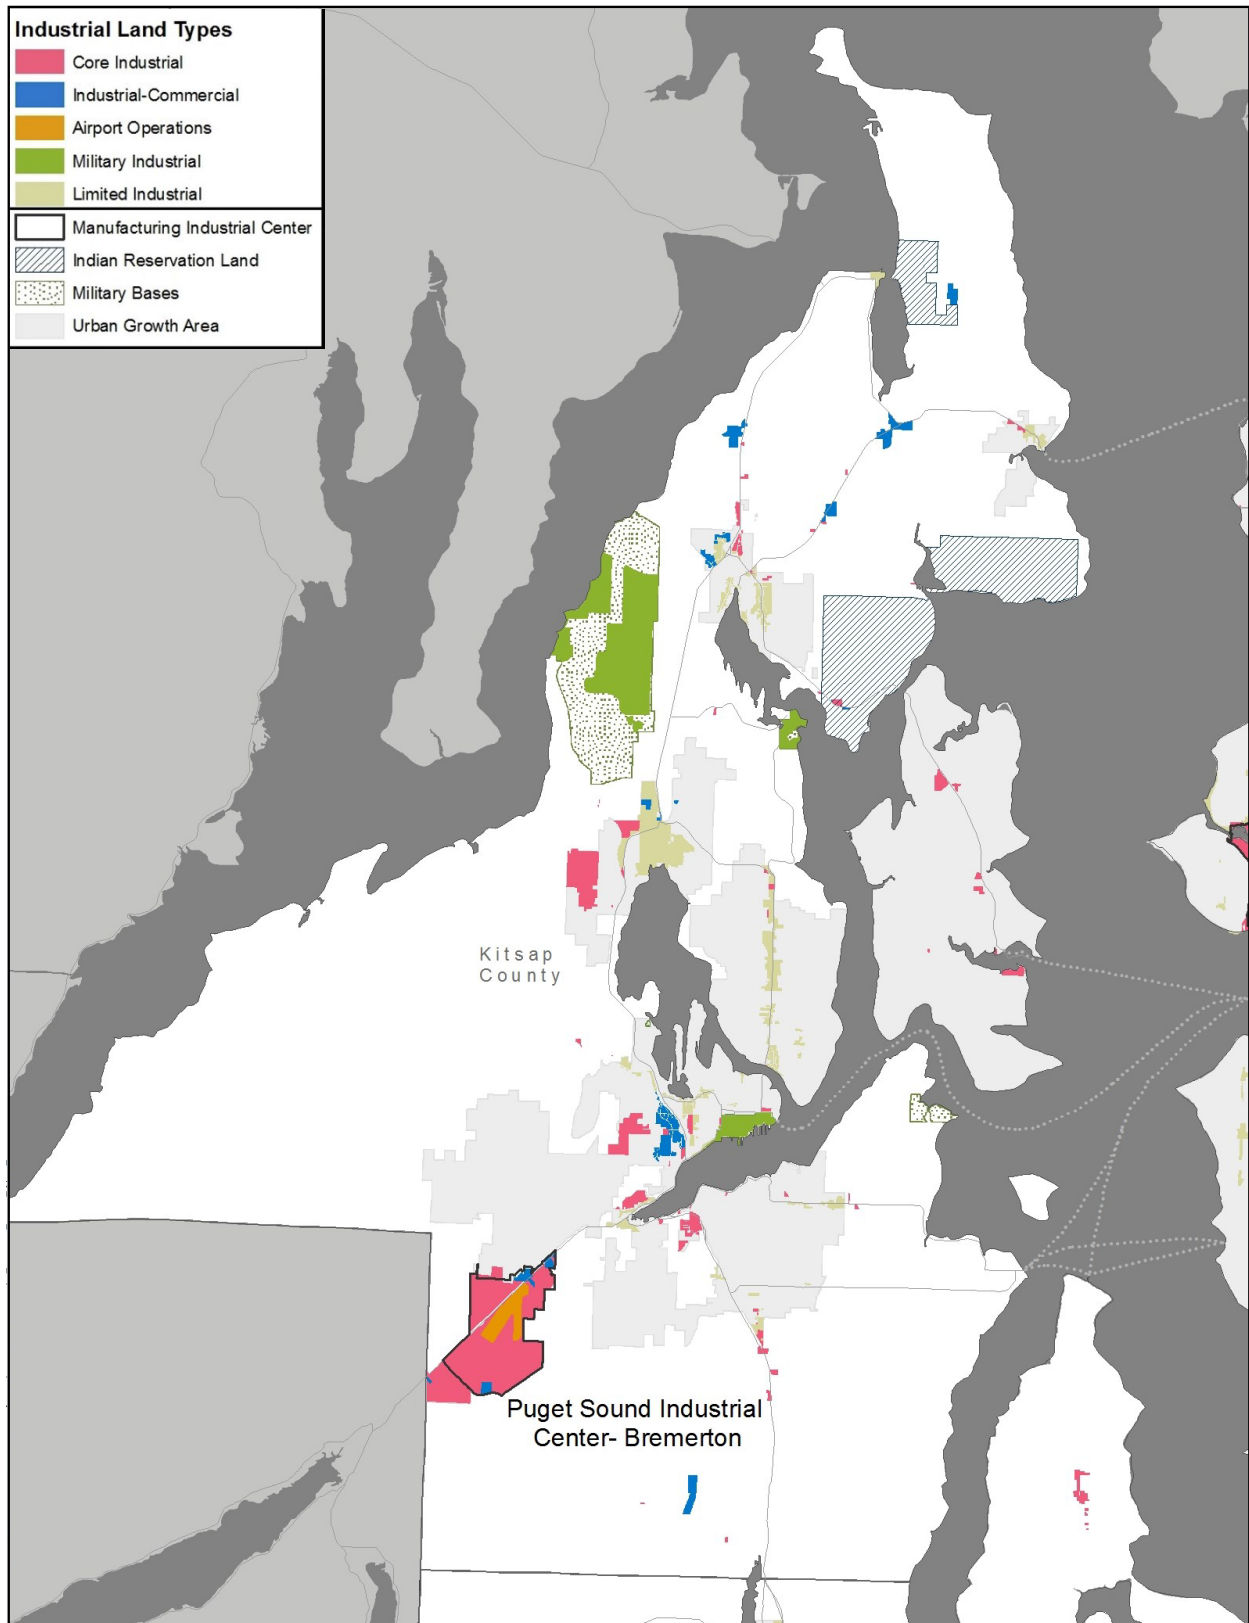 Industrial Land Types
Core Industrial
Industrial-Commercial
Airport Operations
Military Industrial
Limited Industrial
Manufacturing Industrial Center
Indian Reservation Land
Military Bases
Urban Growth Area
Kitsap
County
Puget Sound Industrial
Center- Bremerton